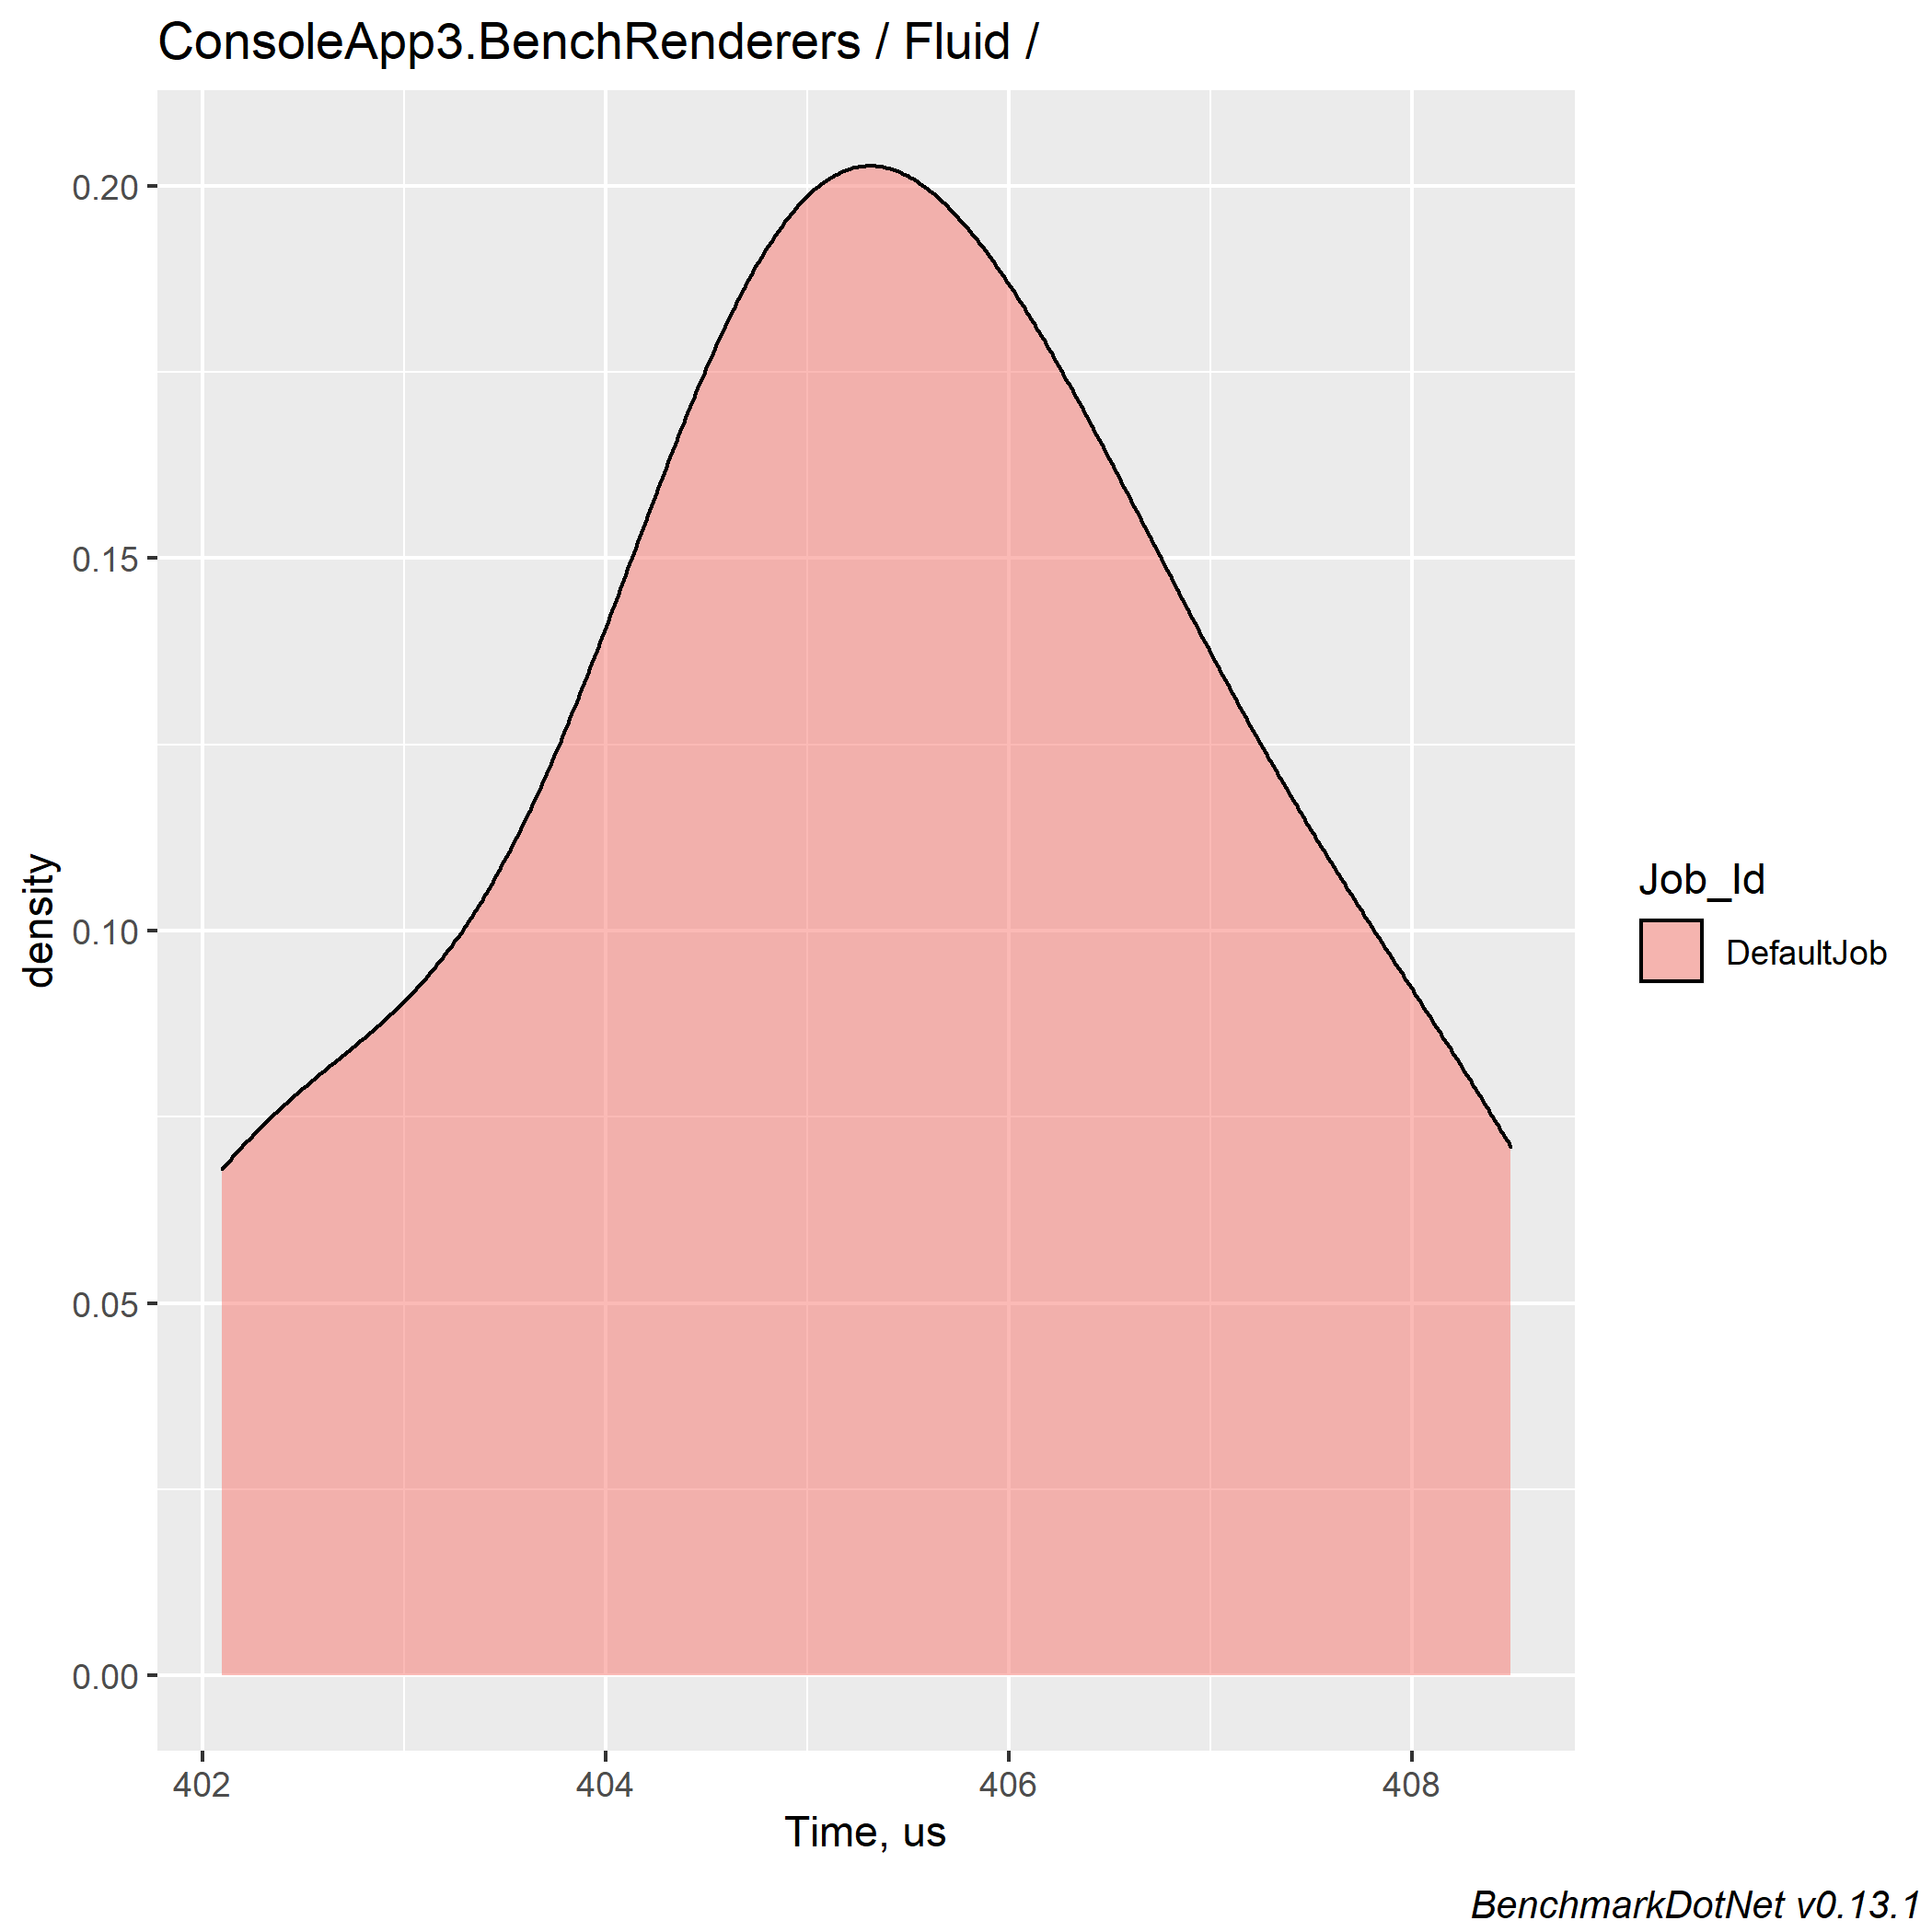 ConsoleApp3.BenchRenderers / Fluid /
density
0.20
0.15
0.10
0.05
0.00
402 404 406 408
Time, us
Job_Id
DefaultJob
BenchmarkDotNet v0.13.1